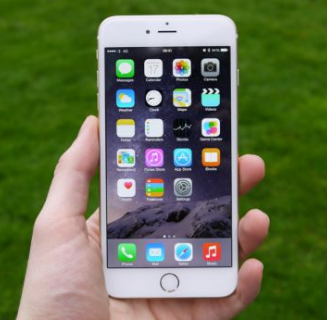 Messages Calendar Photos Camera
Weather Clock Maps Videos
Notes Reminders Stocks Game Center
Newsstand iTunes Store App Store iBooks
Health Passbook Settings
Phone Mail Safari Music